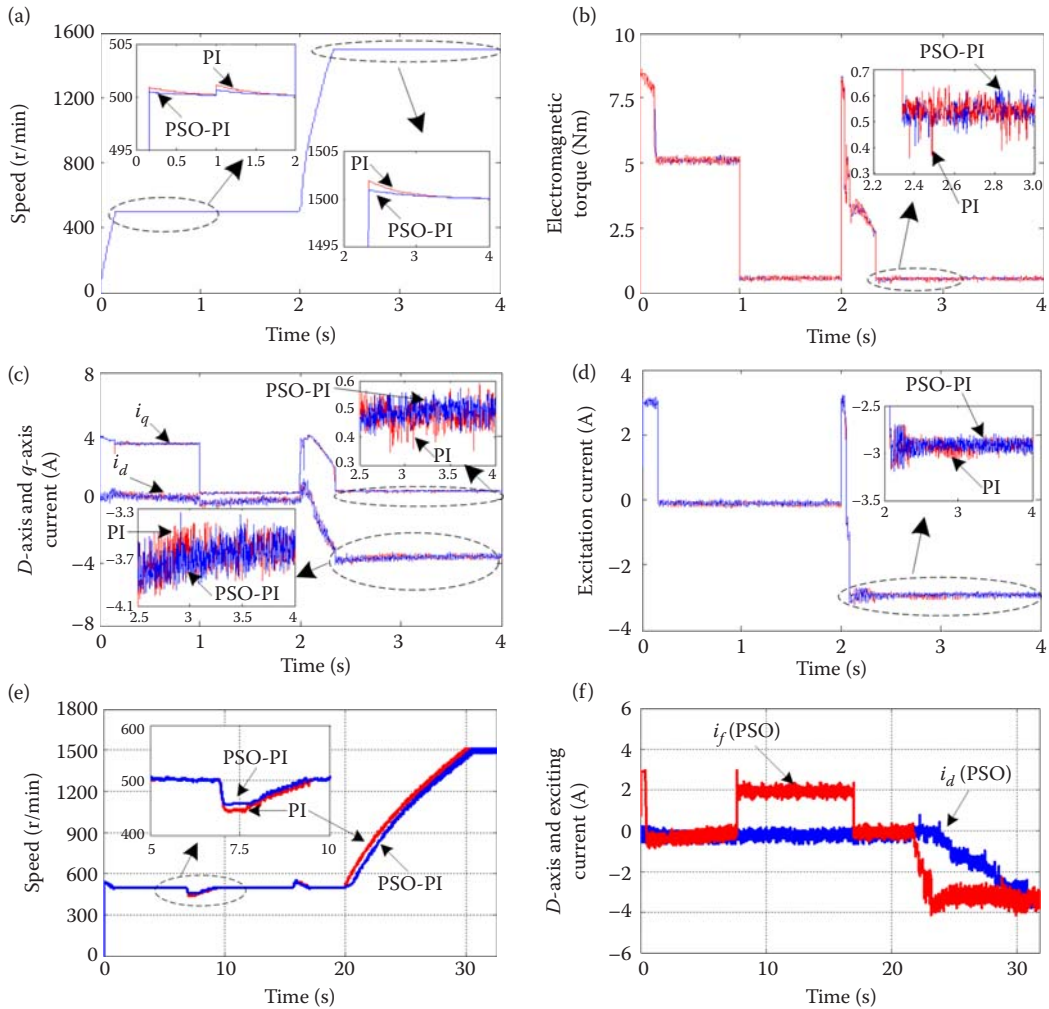 (a)
1600
1200
800
400
0
Speed (r/min)
505
500
495
0
0.5
1
1.5
2
PI
PSO-PI
1505
1500
1495
2
3
4
PI
PSO-PI
0
1
2
3
4
Time (s)
(b)
10
7.5
5
2.5
0
Electromagnetic
torque (Nm)
PSO-PI
0.7
0.6
0.5
0.4
0.3
2.2
2.4
2.6
2.8
3.0
PI
0
1
2
3
4
Time (s)
(c)
8
4
0
−4
−8
D-axis and q-axis
current (A)
iq
id
PSO-PI
0.6
0.5
0.4
0.3
2.5
3
3.5
4
PI
−3.3
−3.7
−4.1
2.5
3
3.5
4
PI
PSO-PI
0
1
2
3
4
Time (s)
(d)
4
2
0
−2
−4
Excitation current (A)
PSO-PI
−2.5
−3
−3.5
2
3
4
PI
0
1
2
3
4
Time (s)
(e)
1800
1500
1200
900
600
300
0
Speed (r/min)
600
500
400
5
7.5
10
PSO-PI
PI
PSO-PI
0
10
20
30
Time (s)
(f)
6
4
2
0
−2
−4
−6
D-axis and exciting
current (A)
if (PSO)
id (PSO)
0
10
20
30
Time (s)